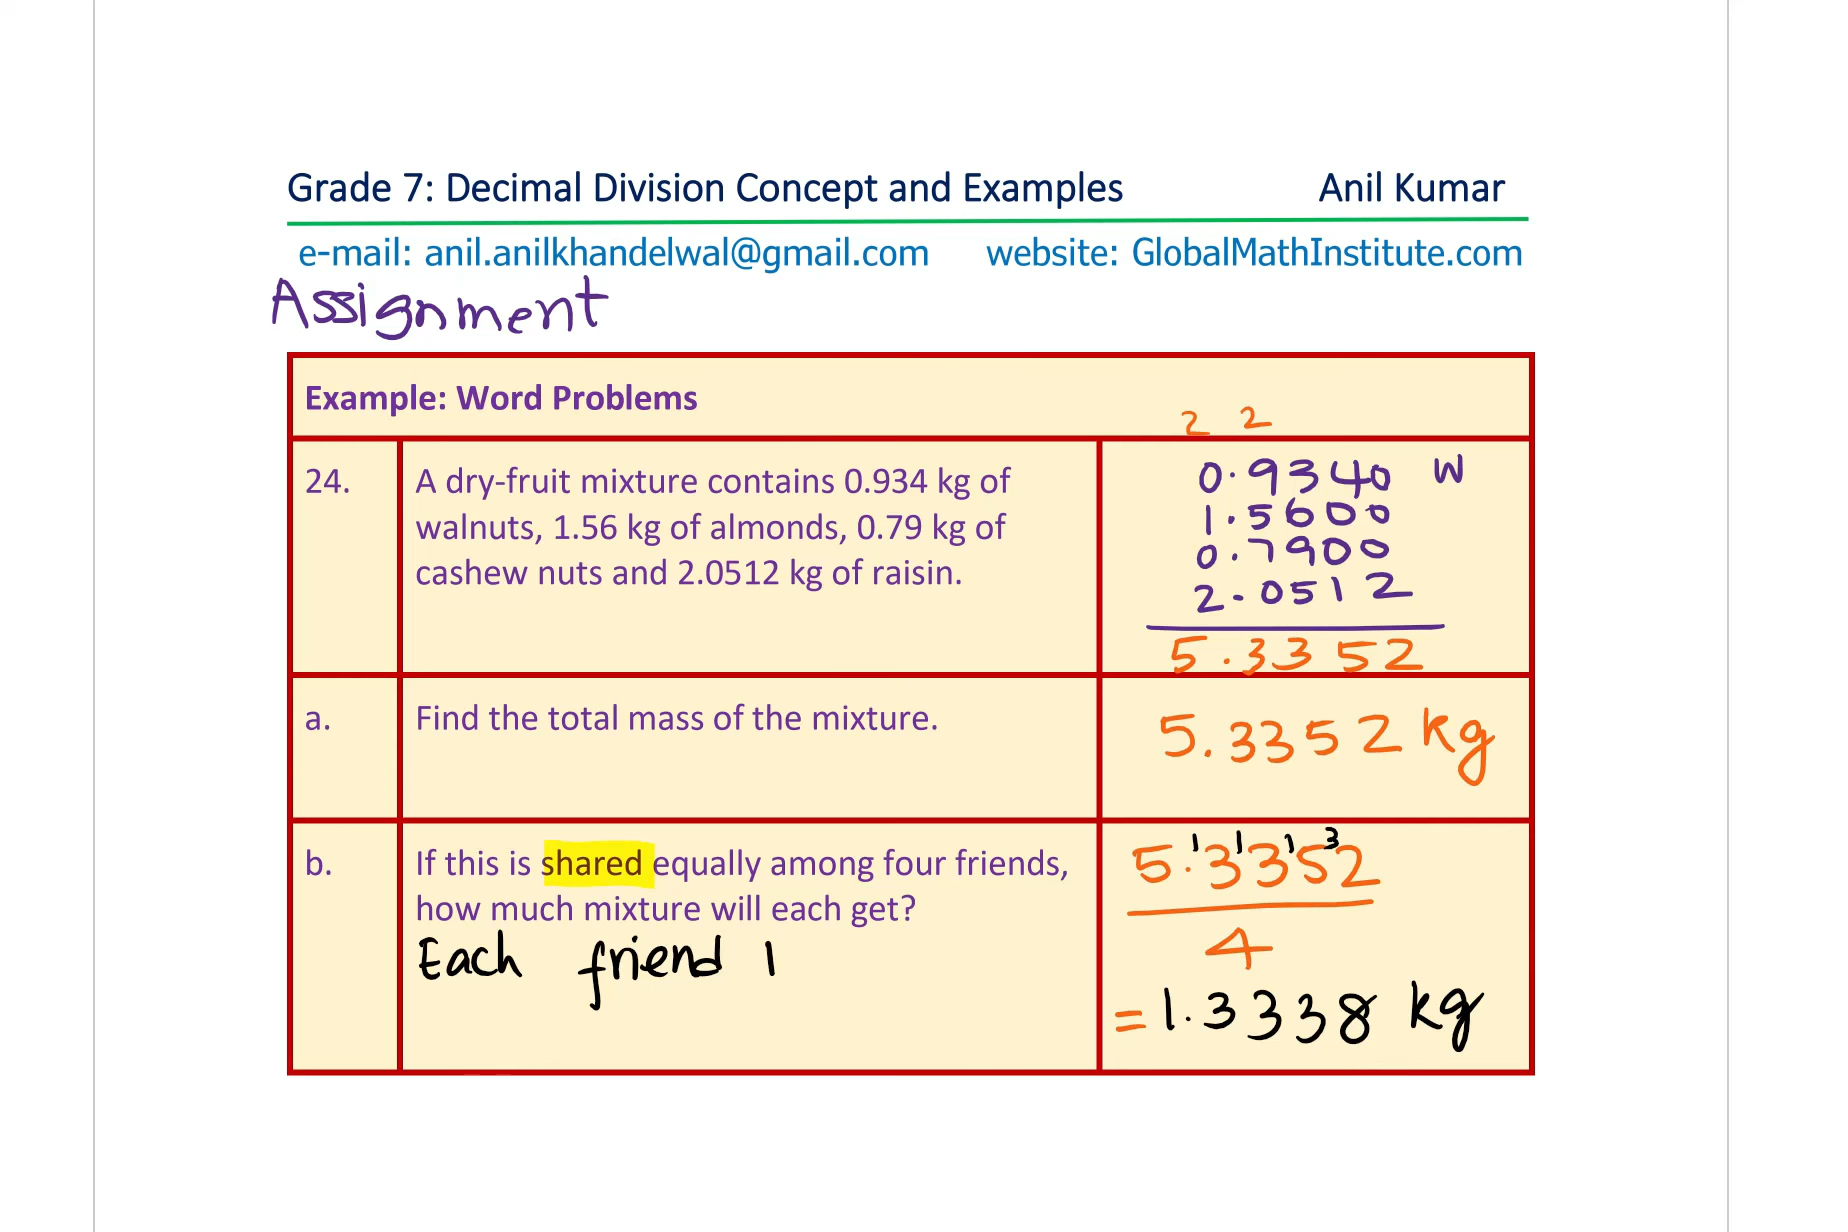 Grade 7: Decimal Division Concept and Examples Anil Kumar
e-mail: anil.anilkhandelwal@gmail.com website: GlobalMathInstitute.com
Assignment
Example: Word Problems
2 2
24. A dry-fruit mixture contains 0.934 kg of
walnuts, 1.56 kg of almonds, 0.79 kg of
cashew nuts and 2.0512 kg of raisin.
0.9340 W
1.5600
0.7900
2.0512
5.3352
a. Find the total mass of the mixture.
5.3352 kg
b. If this is shared equally among four friends,
how much mixture will each get?
Each friend 1
1 1 1 3
5.3352
4
= 1.3338 kg